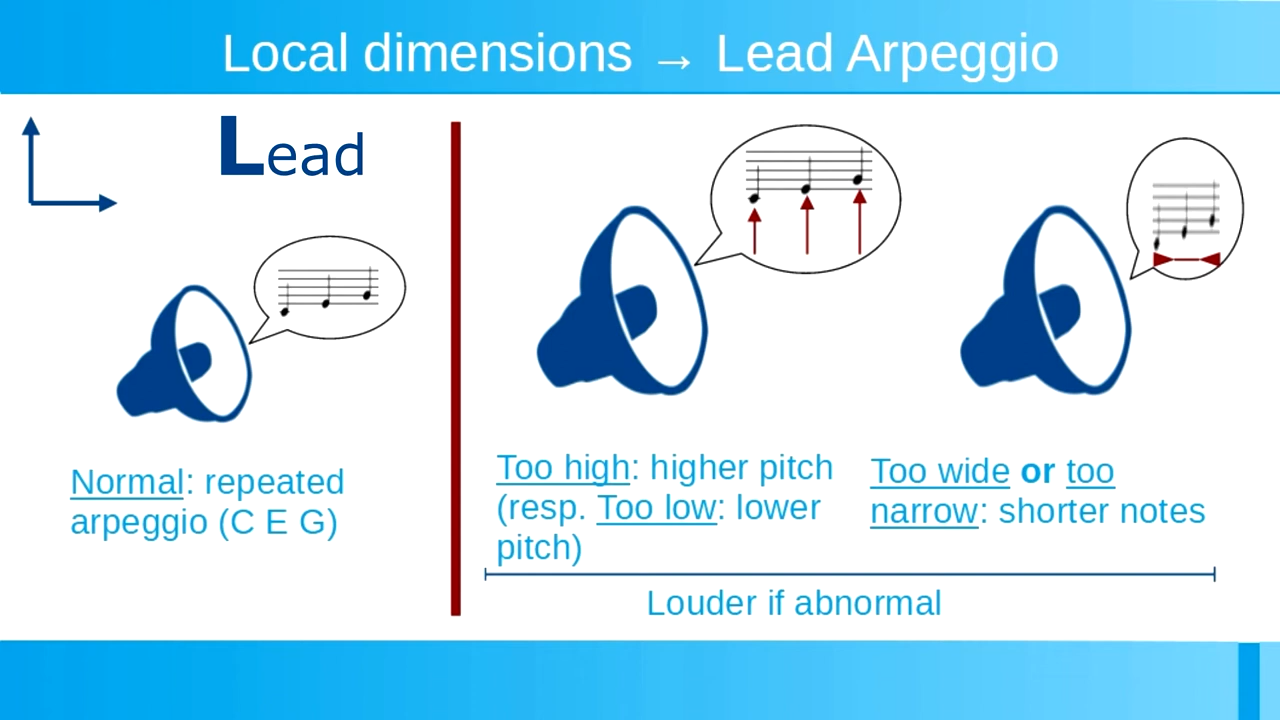 Local dimensions → Lead Arpeggio
Lead
Normal: repeated
arpeggio (C E G)
Too high: higher pitch
(resp. Too low: lower
pitch)
Too wide or too
narrow: shorter notes
Louder if abnormal